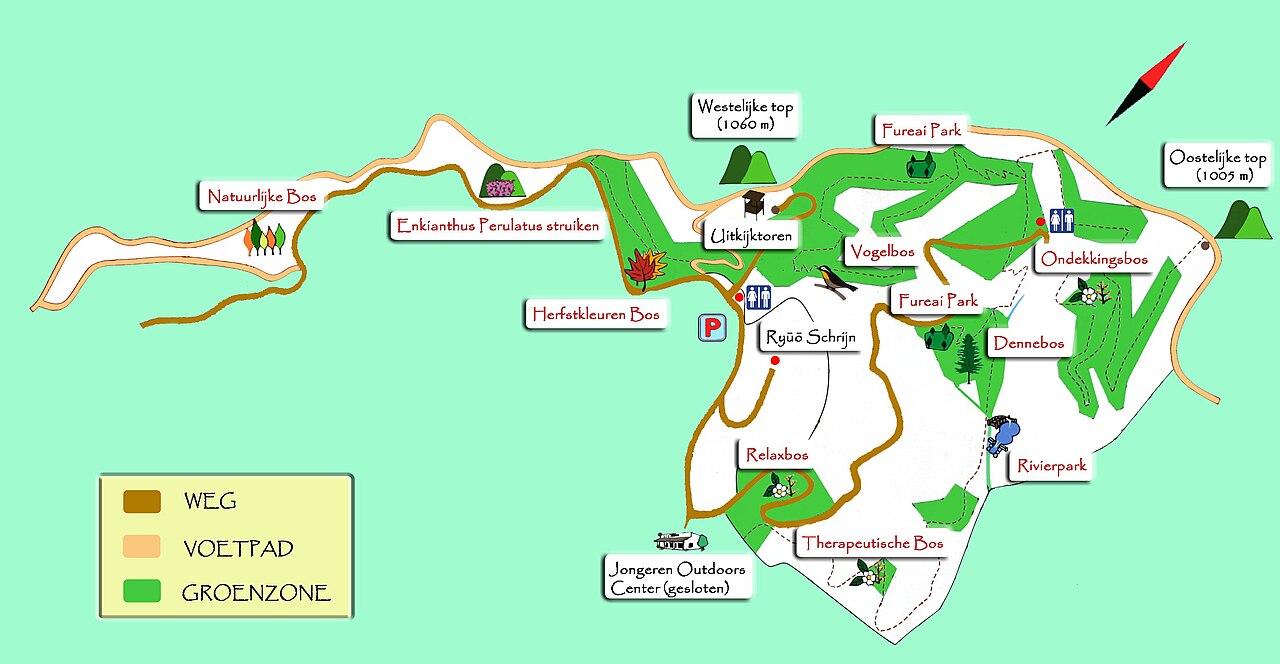 Westelijke top
(1060 m)
Fureai Park
Oostelijke top
(1005 m)
Natuurlijke Bos
Enkianthus Perulatus struiken
Uitkijktoren
Vogelbos
Ondekkingsbos
Herfstkleuren Bos
Fureai Park
P
Ryūō Schrijn
Dennebos
Relaxbos
Rivierpark
WEG
VOETPAD
GROENZONE
Therapeutische Bos
Jongeren Outdoors
Center (gesloten)